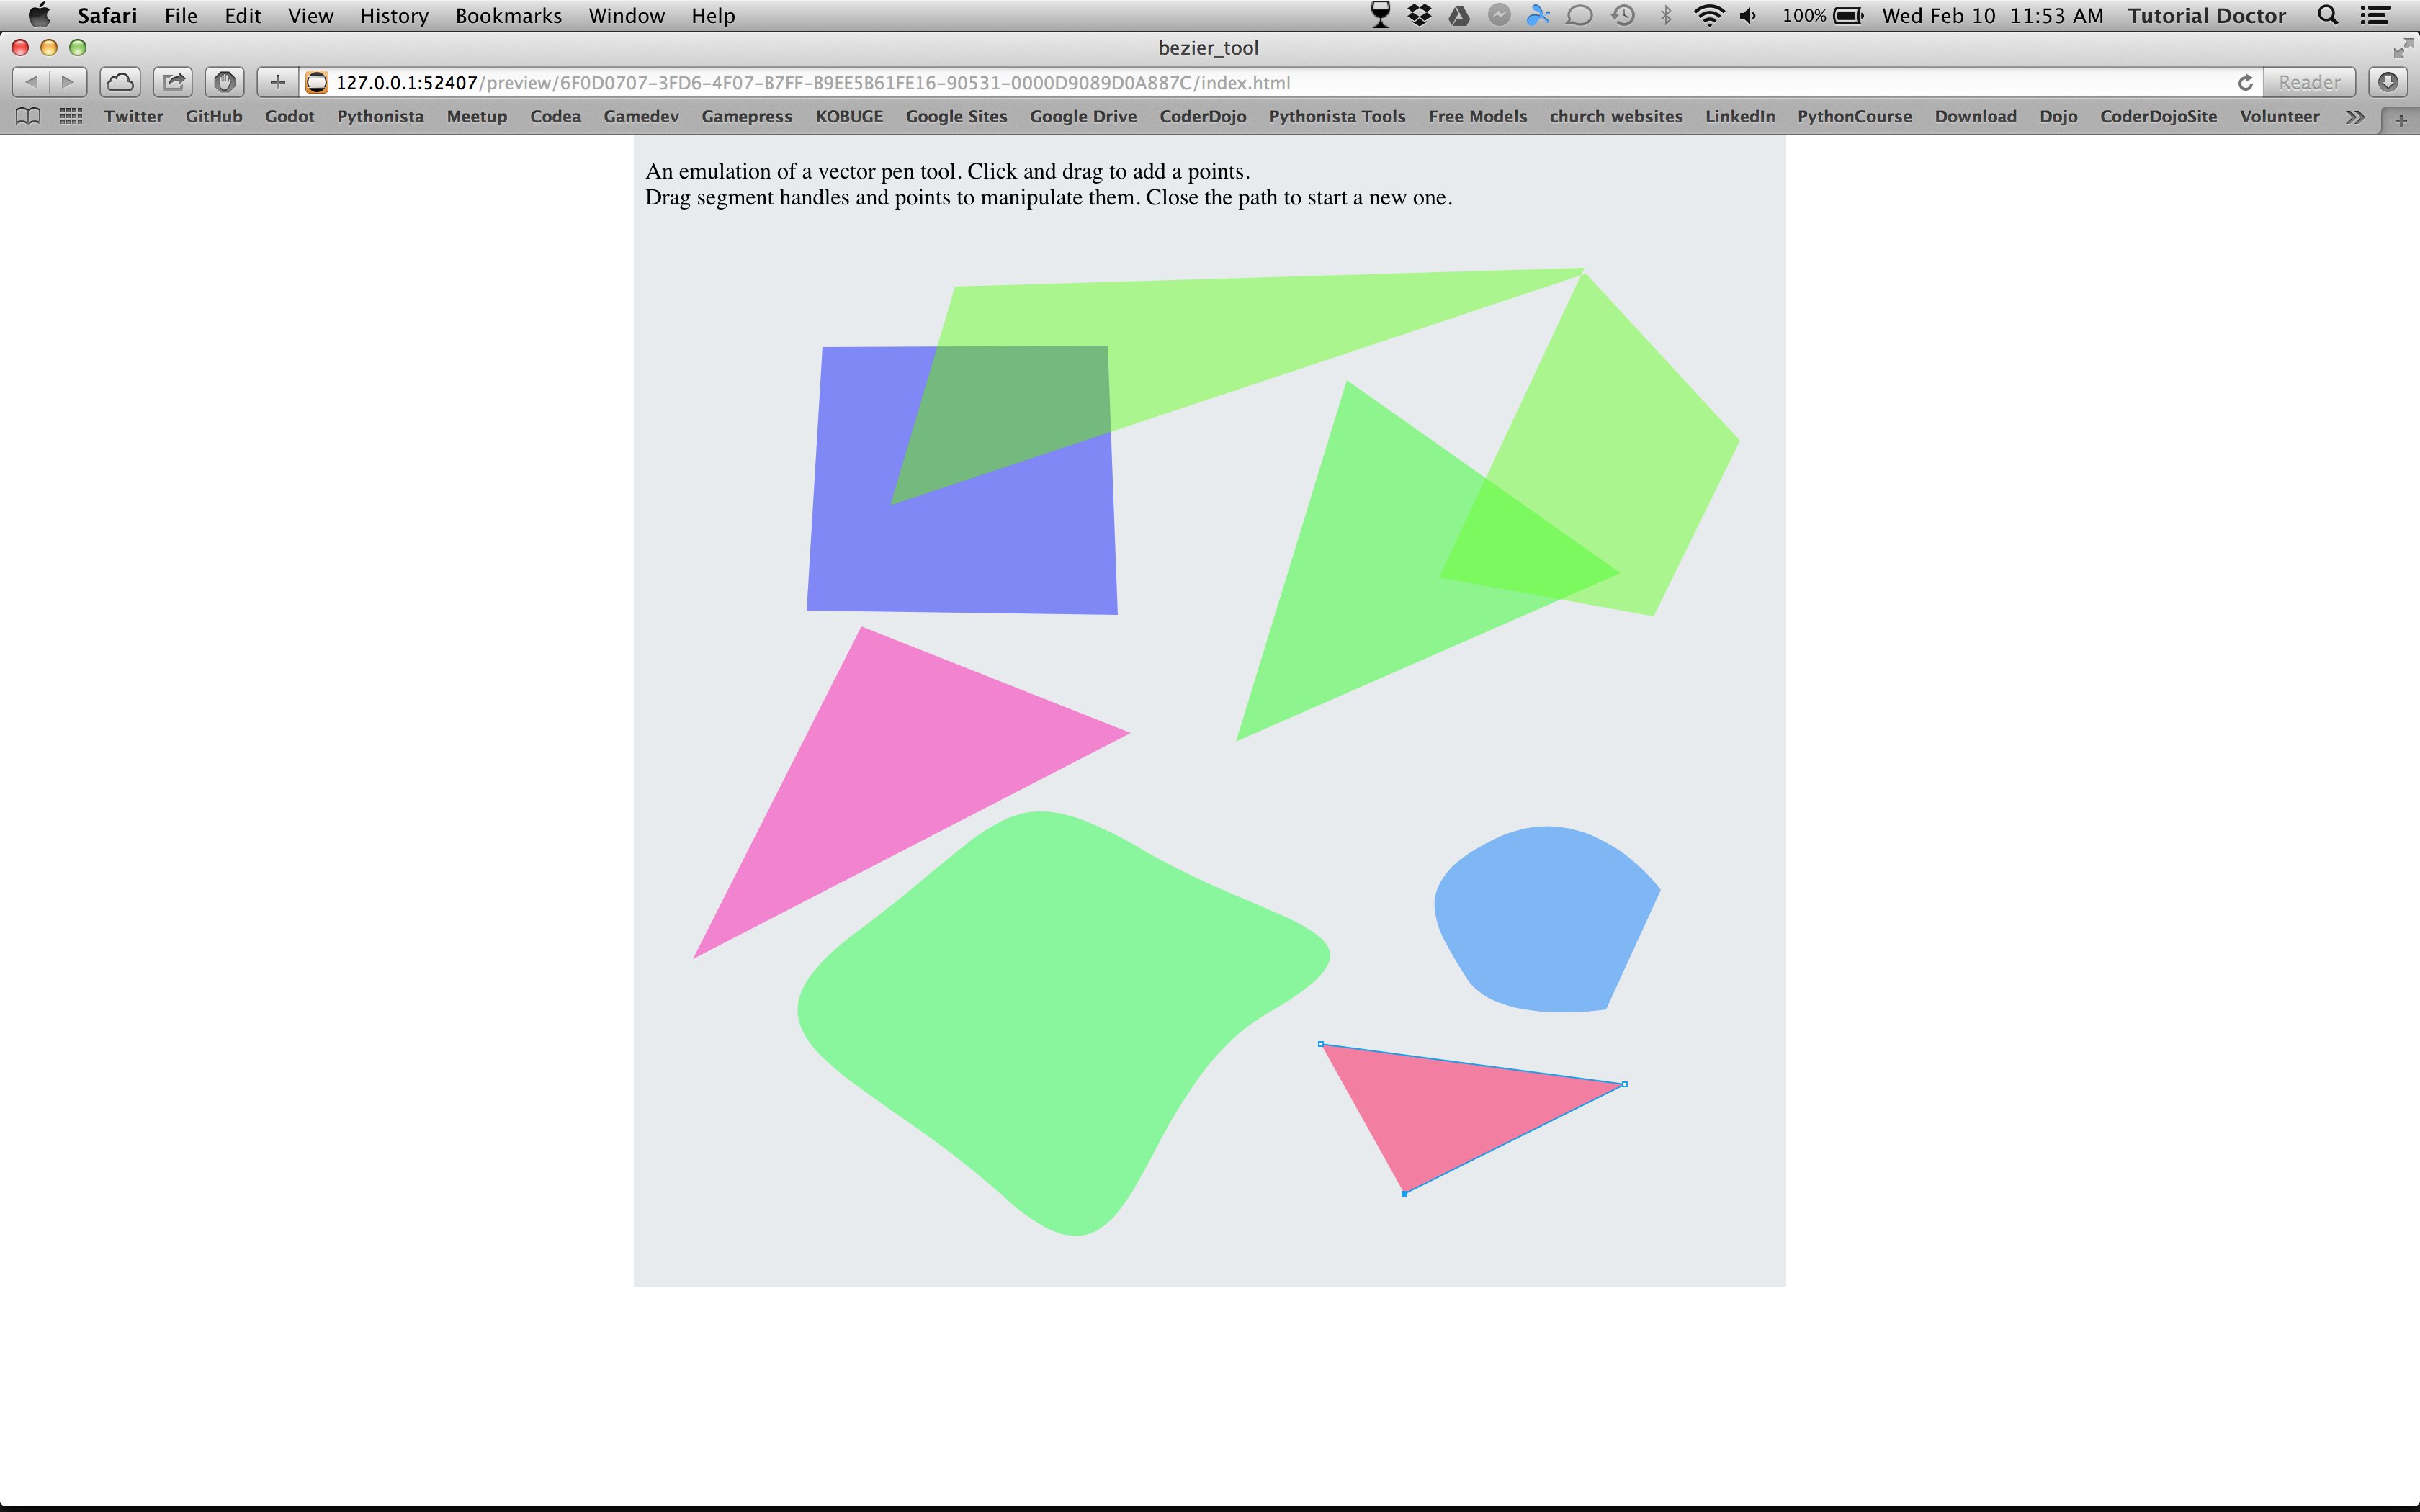 Safari File Edit View History Bookmarks Window Help 100% Wed Feb 10 11:53 AM Tutorial Doctor
bezier_tool
127.0.0.1:52407/preview/6F0D0707-3FD6-4F07-B7FF-B9EE5B61FE16-90531-0000D9089D0A887C/index.html Reader
Twitter GitHub Godot Pythonista Meetup Codea Gamedev Gamepress KOBUGE Google Sites Google Drive CoderDojo Pythonista Tools Free Models church websites LinkedIn PythonCourse Download Dojo CoderDojoSite Volunteer
An emulation of a vector pen tool. Click and drag to add a points.
Drag segment handles and points to manipulate them. Close the path to start a new one.